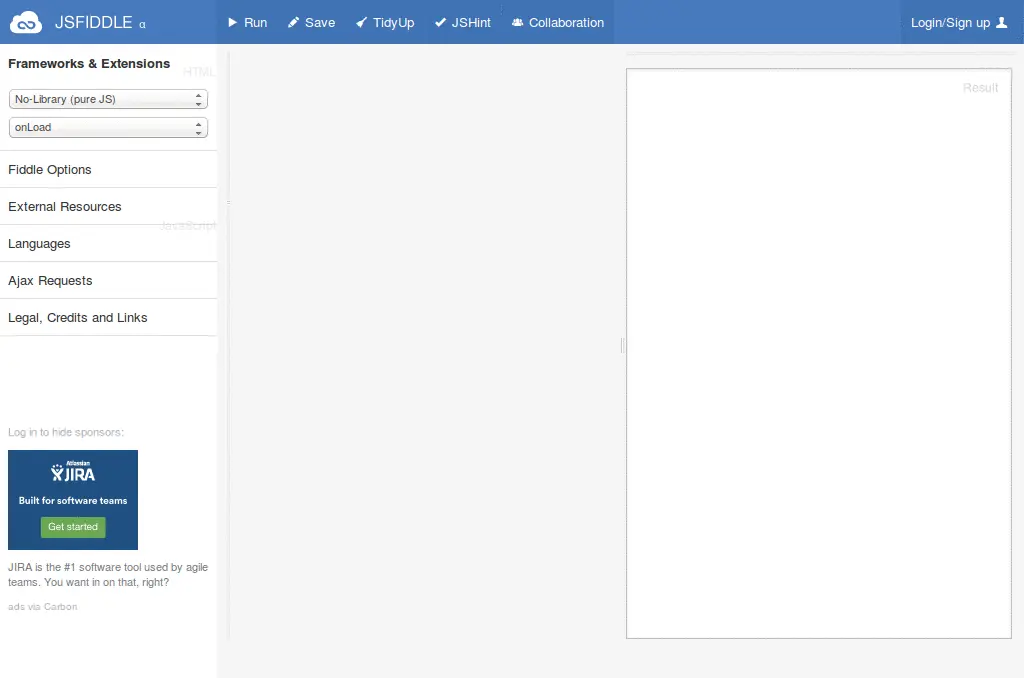 JSFIDDLE α
Run
Save
TidyUp
JSHint
Collaboration
Login/Sign up
Frameworks & Extensions
HTML
No-Library (pure JS)
onLoad
Fiddle Options
External Resources
JavaScript
Languages
Ajax Requests
Legal, Credits and Links
Log in to hide sponsors:
Atlassian
JIRA
Built for software teams
Get started
JIRA is the #1 software tool used by agile
teams. You want in on that, right?
ads via Carbon
Result